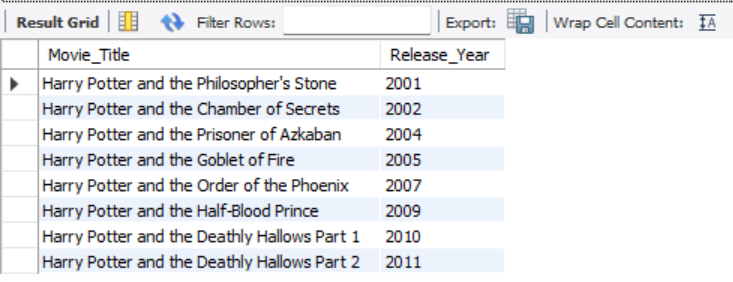 Result Grid Filter Rows: Export: Wrap Cell Content: IA
Movie_Title Release_Year
Harry Potter and the Philosopher's Stone 2001
Harry Potter and the Chamber of Secrets 2002
Harry Potter and the Prisoner of Azkaban 2004
Harry Potter and the Goblet of Fire 2005
Harry Potter and the Order of the Phoenix 2007
Harry Potter and the Half-Blood Prince 2009
Harry Potter and the Deathly Hallows Part 1 2010
Harry Potter and the Deathly Hallows Part 2 2011